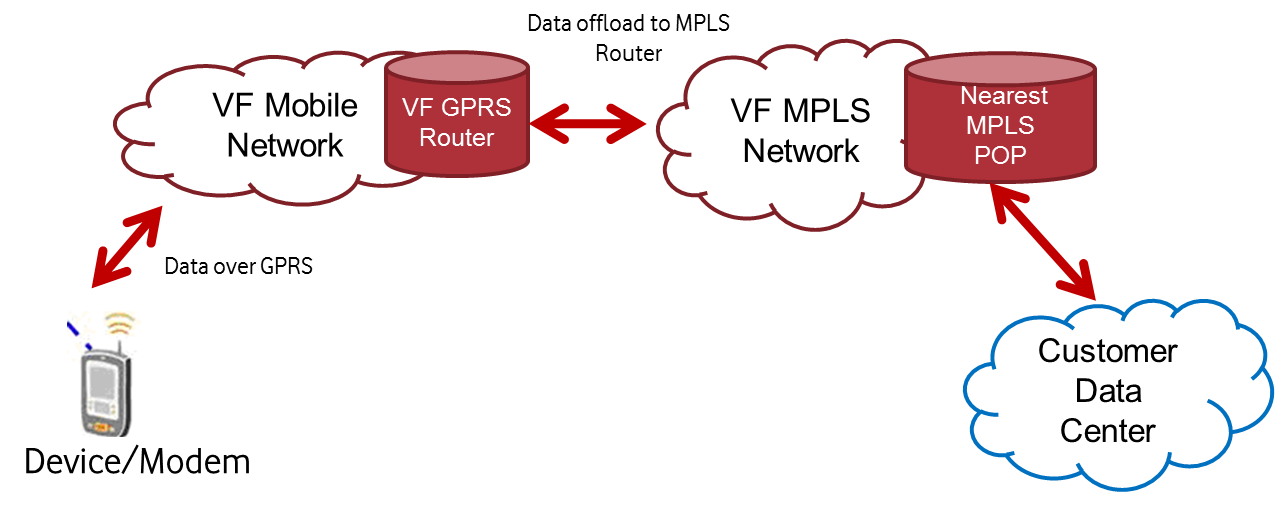 Data offload to MPLS
Router
VF Mobile
Network
VF GPRS
Router
VF MPLS
Network
Nearest
MPLS
POP
Data over GPRS
Device/Modem
Customer
Data
Center